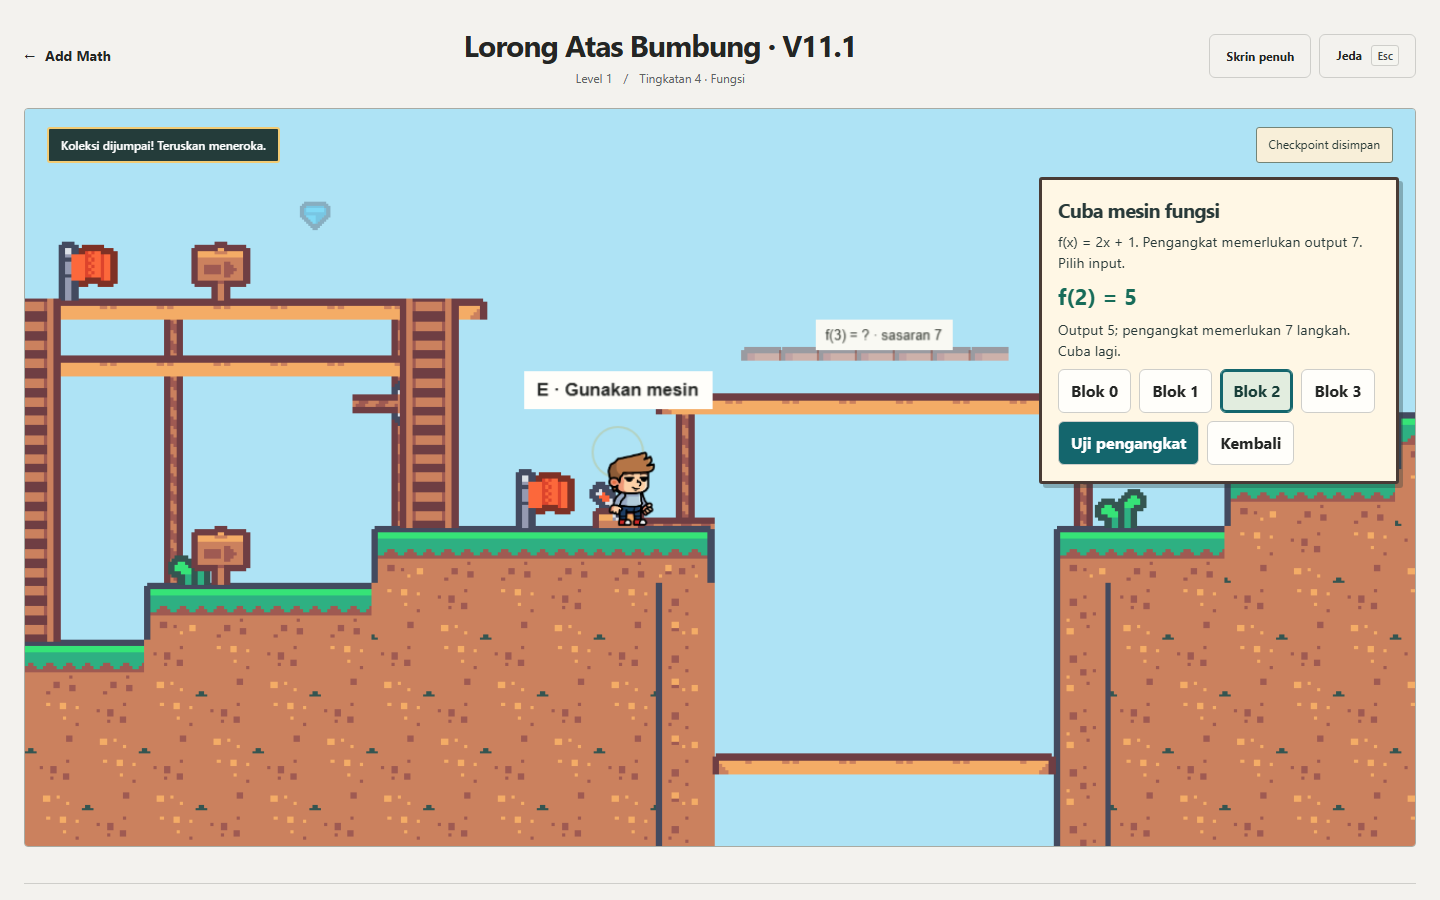 ← Add Math
Lorong Atas Bumbung · V11.1
Level 1 / Tingkatan 4 · Fungsi
Skrin penuh
Jeda Esc
Koleksi dijumpai! Teruskan meneroka.
Checkpoint disimpan
Cuba mesin fungsi
f(x) = 2x + 1. Pengangkat memerlukan output 7.
Pilih input.
f(2) = 5
Output 5; pengangkat memerlukan 7 langkah.
Cuba lagi.
Blok 0 Blok 1 Blok 2 Blok 3
Uji pengangkat Kembali
f(3) = ? · sasaran 7
E · Gunakan mesin